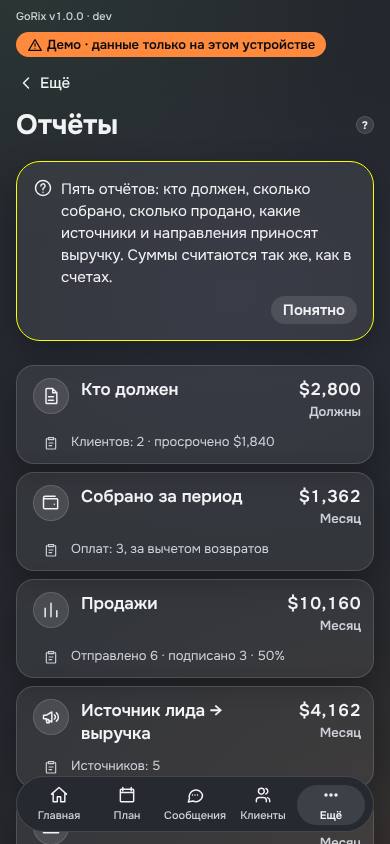 GoRix v1.0.0 · dev
Демо · данные только на этом устройстве
Ещё
Отчёты
?
Пять отчётов: кто должен, сколько
собрано, сколько продано, какие
источники и направления приносят
выручку. Суммы считаются так же, как в
счетах.
Понятно
Кто должен
$2,800
Должны
Клиентов: 2 · просрочено $1,840
Собрано за период
$1,362
Месяц
Оплат: 3, за вычетом возвратов
Продажи
$10,160
Месяц
Отправлено 6 · подписано 3 · 50%
Источник лида →
выручка
$4,162
Месяц
Источников: 5
Главная
План
Сообщения
Клиенты
Ещё
Месяц